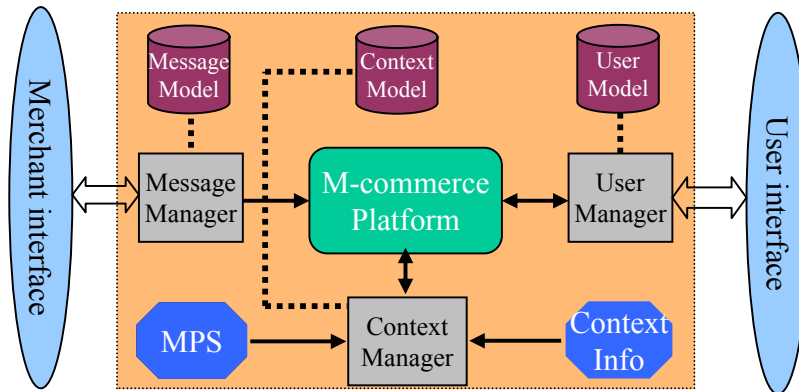 Merchant interface
Message
Model
Context
Model
User
Model
Message
Manager
M-commerce
Platform
User
Manager
User interface
MPS
Context
Manager
Context
Info